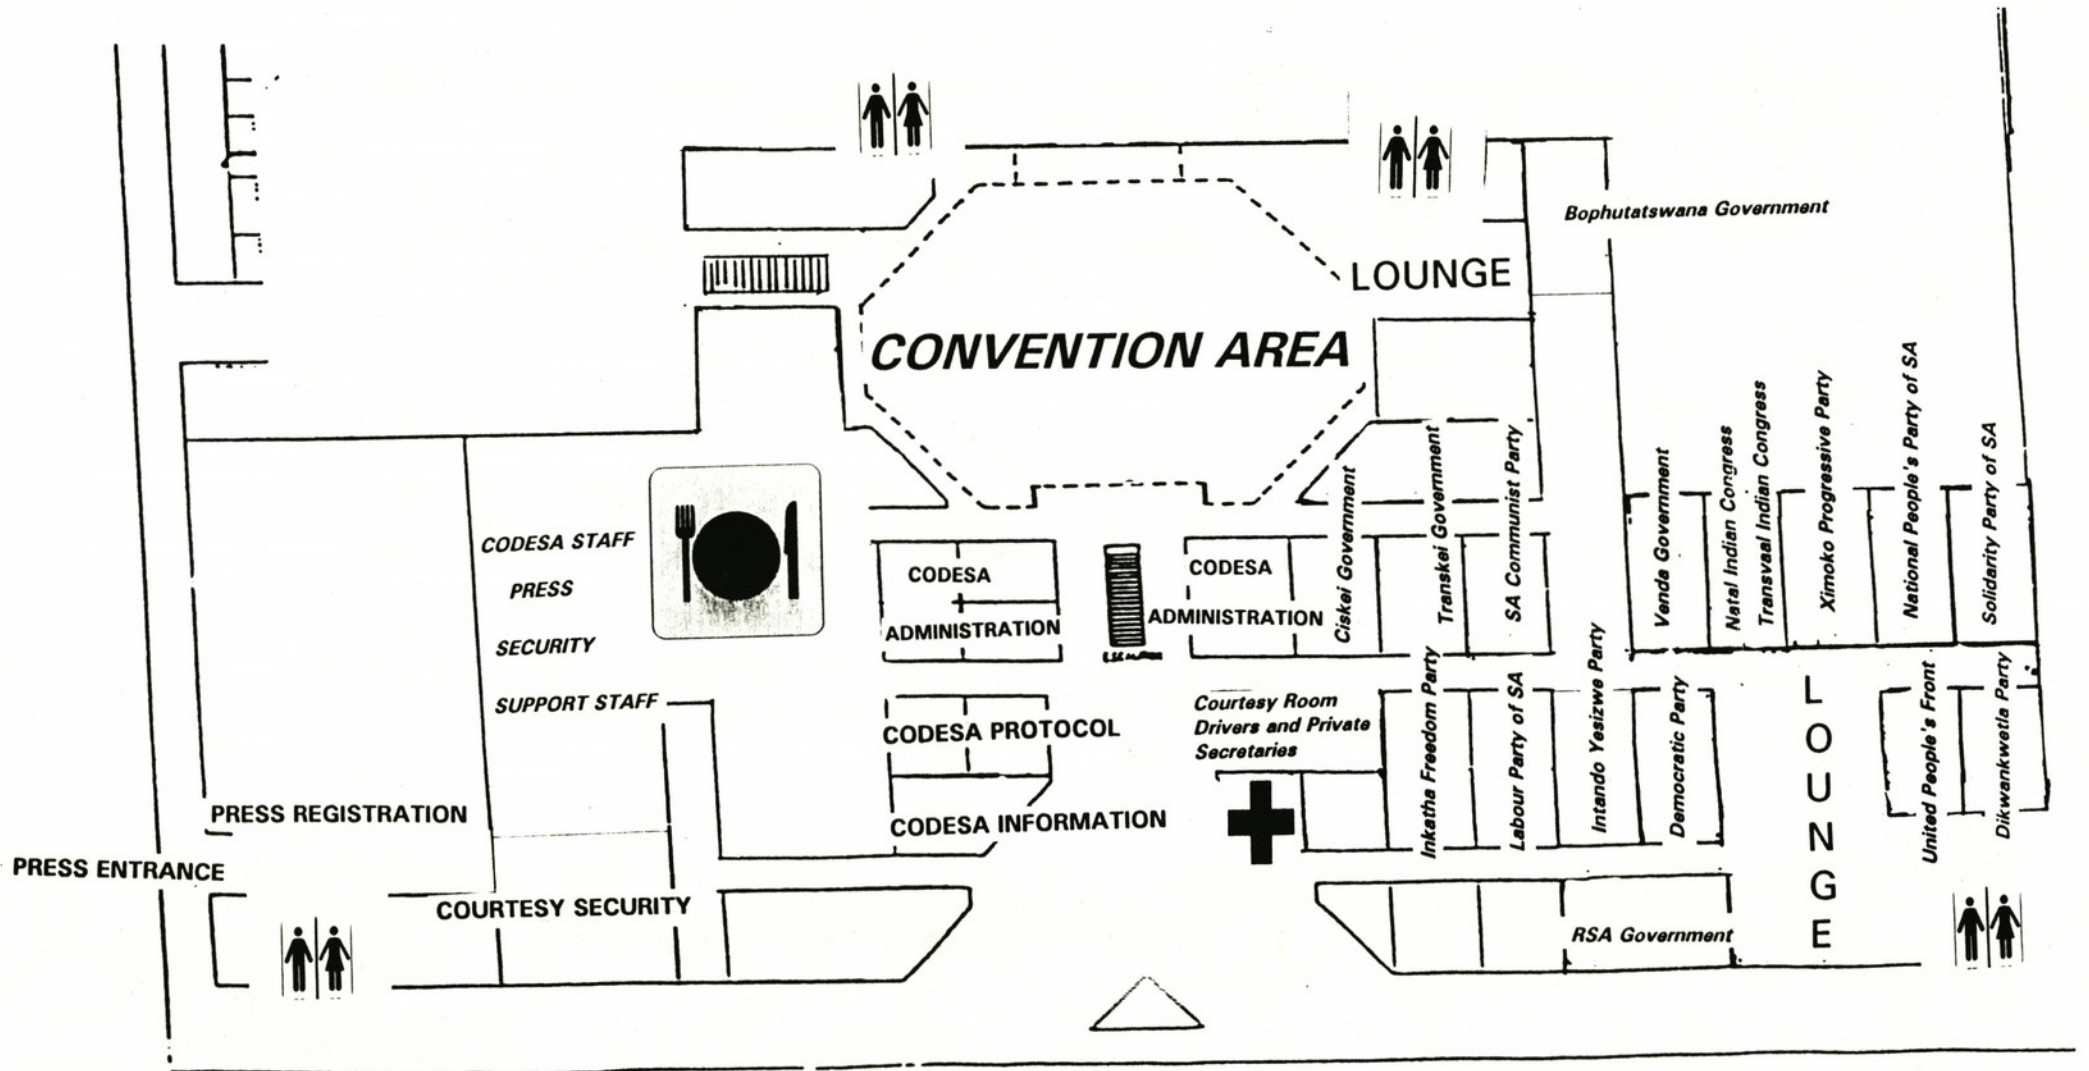 Bophutatswana Government
LOUNGE
CONVENTION AREA
Ciskei Government
Transkei Government
SA Communist Party
Venda Government
Natal Indian Congress
Transvaal Indian Congress
Ximoko Progressive Party
National People's Party of SA
Solidarity Party of SA
CODESA STAFF
PRESS
SECURITY
SUPPORT STAFF
CODESA
ADMINISTRATION
CODESA
ADMINISTRATION
CODESA PROTOCOL
CODESA INFORMATION
Courtesy Room
Drivers and Private
Secretaries
Inkatha Freedom Party
Labour Party of SA
Intando Yesizwe Party
Democratic Party
LOUNGE
United People's Front
Dikwankwetla Party
PRESS REGISTRATION
PRESS ENTRANCE
COURTESY SECURITY
RSA Government